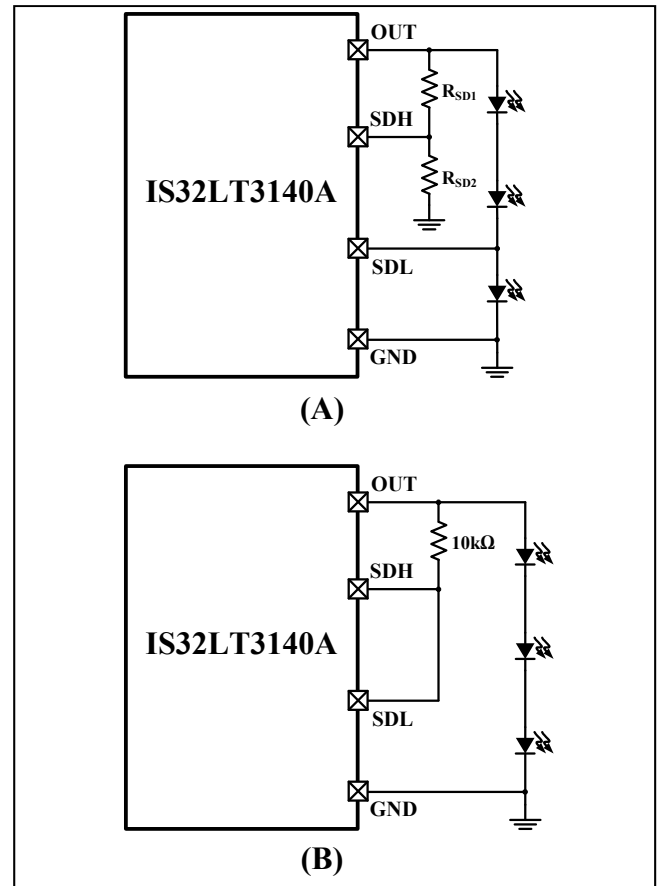 OUT
RSD1
SDH
RSD2
IS32LT3140A
SDL
GND
(A)
OUT
10kΩ
SDH
IS32LT3140A
SDL
GND
(B)